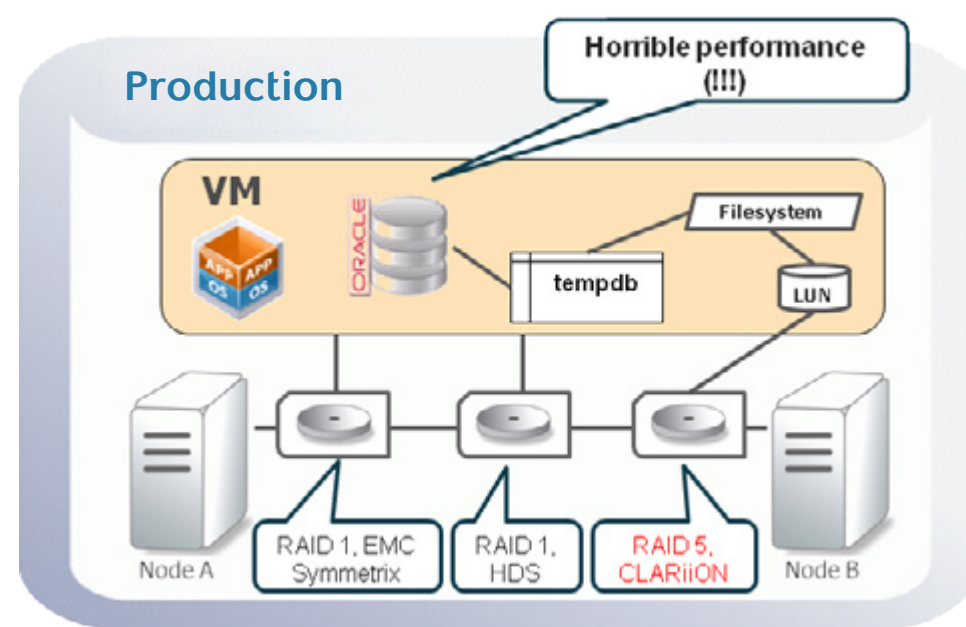 Horrible performance
(!!!)
Production
VM
ORACLE
APP APP
OS OS
Filesystem
tempdb
LUN
RAID 1, EMC
Symmetrix
RAID 1,
HDS
RAID 5,
CLARiiON
Node A
Node B